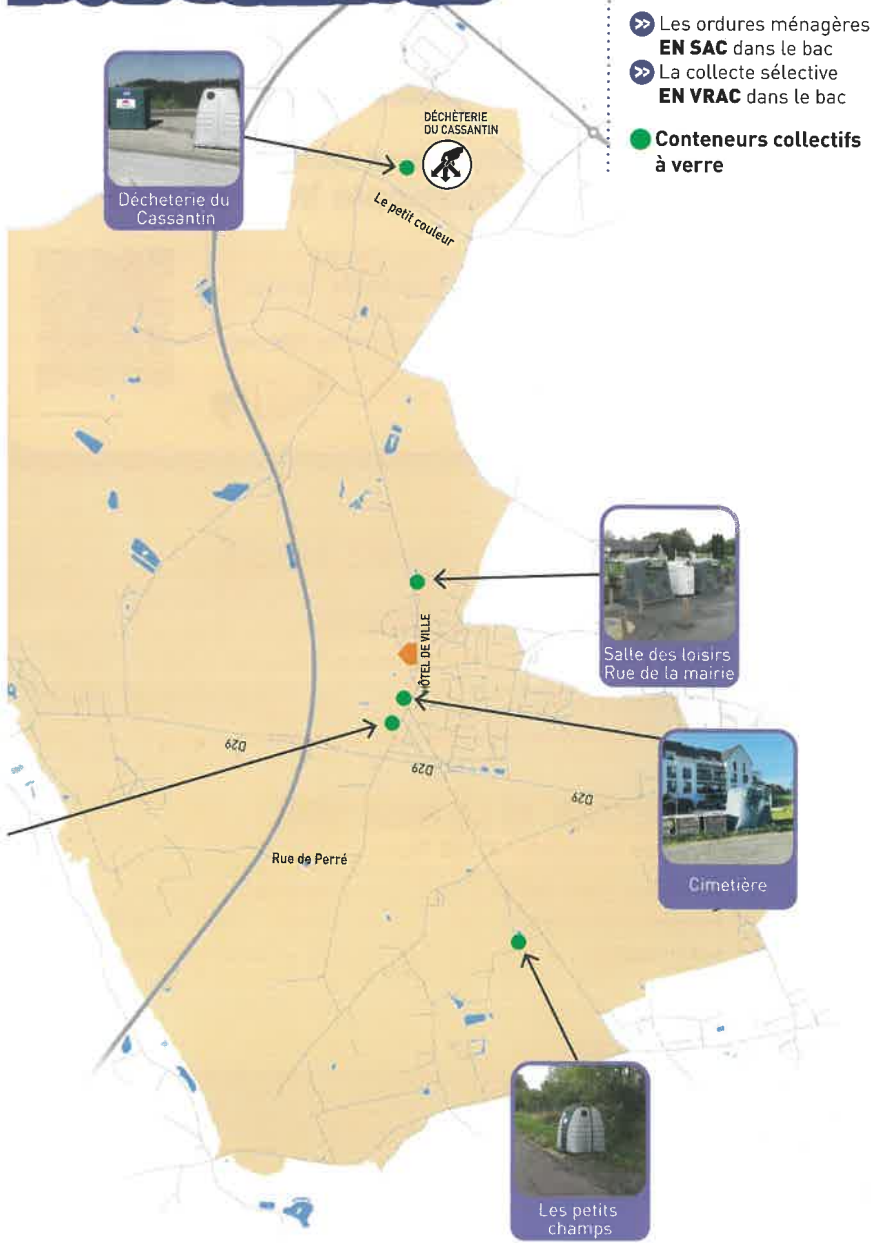 Les ordures ménagères
EN SAC dans le bac
La collecte sélective
EN VRAC dans le bac
Conteneurs collectifs
à verre
DÉCHÈTERIE
DU CASSANTIN
Décheterie du
Cassantin
Le petit couleur
HÔTEL DE VILLE
Salle des loisirs
Rue de la mairie
D29
D29
D29
Rue de Perré
Cimetière
Les petits
champs